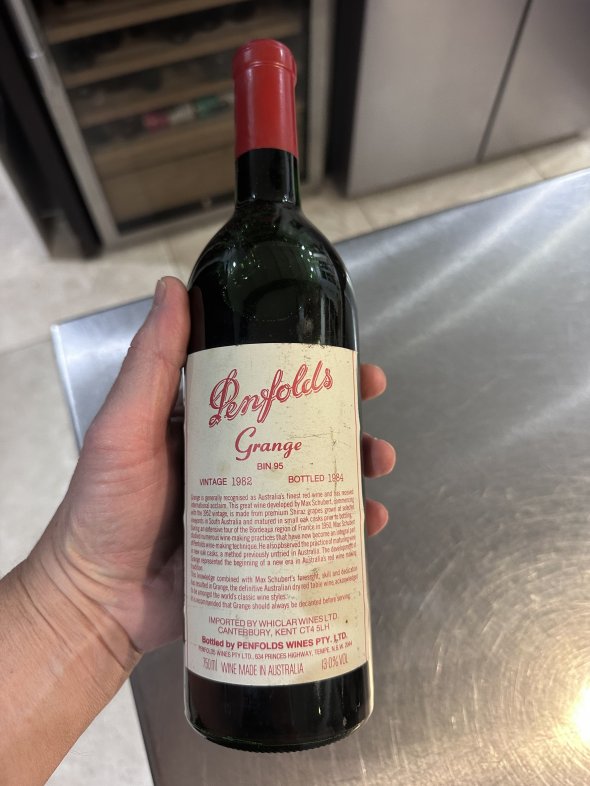 Penfolds
Grange
BIN 95
VINTAGE 1982 BOTTLED 1984
Grange is generally recognised as Australia's finest red wine and has received
international acclaim. This great wine developed by Max Schubert, commencing
with the 1952 vintage, is made from premium Shiraz grapes grown at selected
vineyards in South Australia and matured in small oak casks prior to bottling.
During an extensive tour of the Bordeaux region of France in 1950, Max Schubert
studied numerous wine-making practices that have now become an integral part
of Penfolds wine-making technique. He also observed the practice of maturing wine
in new oak casks, a method previously untried in Australia. The development of
Grange represented the beginning of a new era in Australia's red wine making
tradition.
This knowledge combined with Max Schubert's foresight, skill and dedication
has resulted in Grange, the definitive Australian dry red table wine, acknowledged
to be amongst the world's classic wine styles.
It is recommended that Grange should always be decanted before serving.
IMPORTED BY WHICLAR WINES LTD.
CANTERBURY, KENT CT4 5LH
Bottled by PENFOLDS WINES PTY. LTD.
PENFOLDS WINES PTY LTD., 634 PRINCES HIGHWAY, TEMPE, N.S.W. 2044
750ml WINE MADE IN AUSTRALIA 13.0% VOL